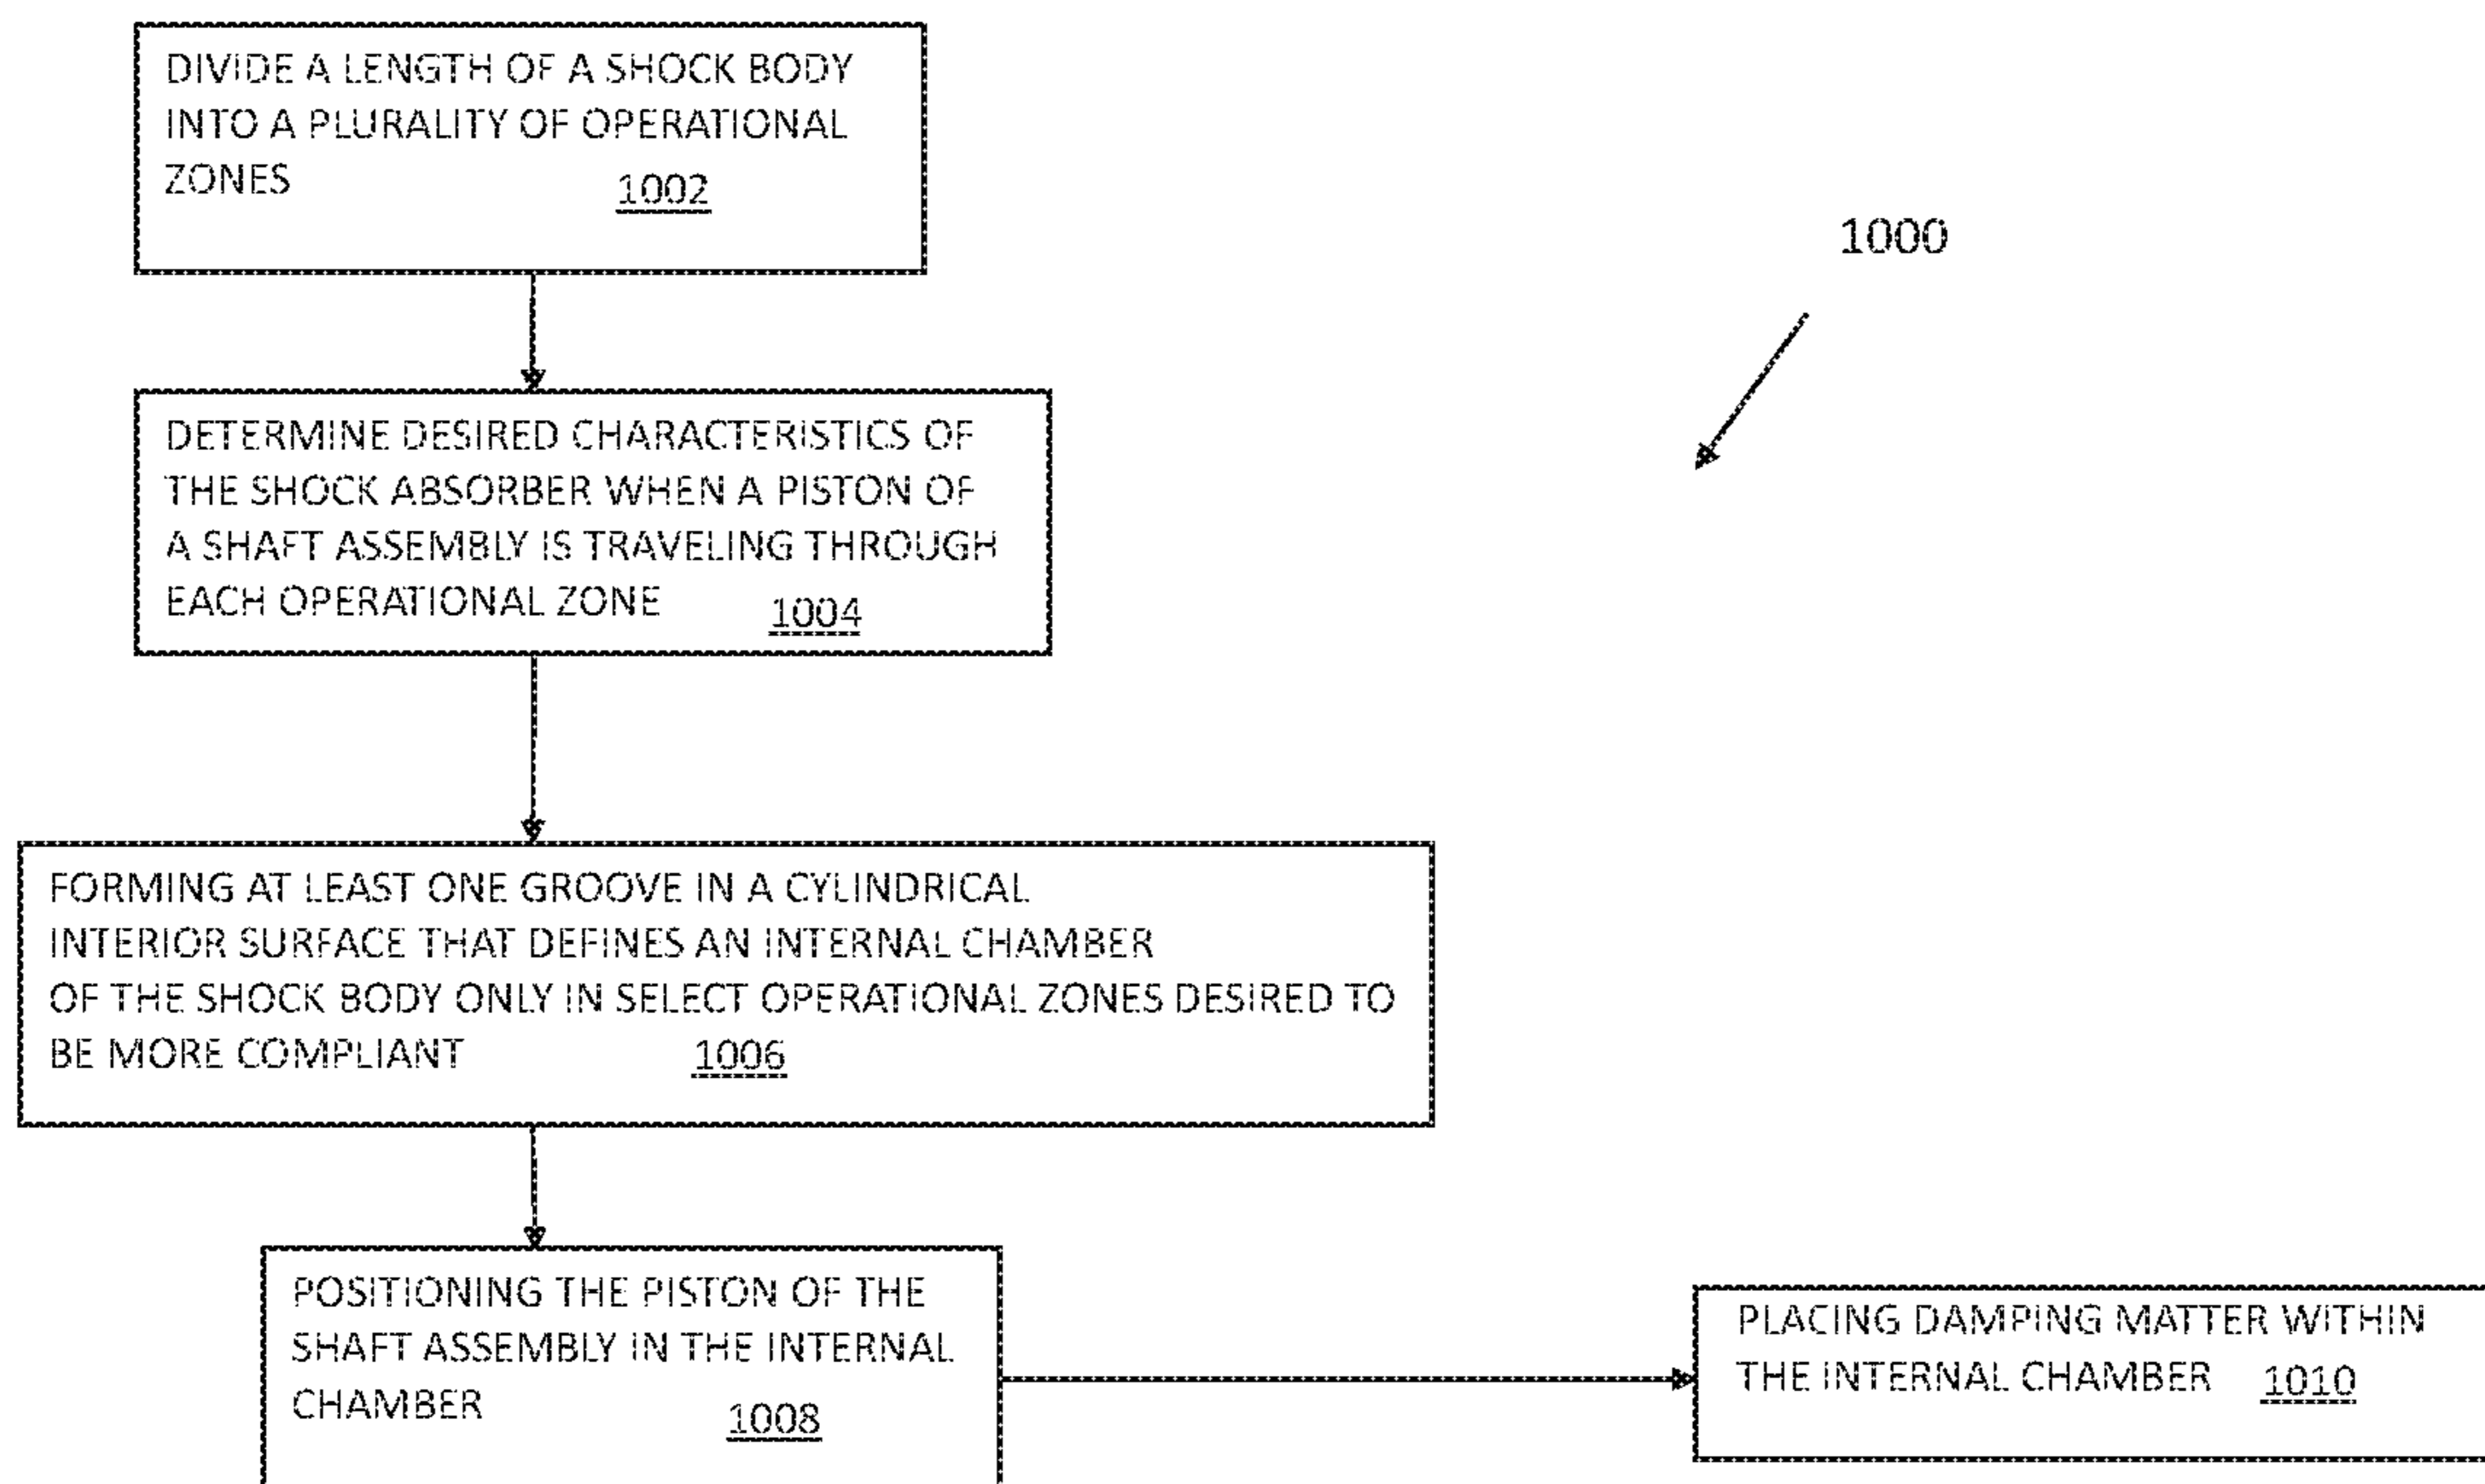 DIVIDE A LENGTH OF A SHOCK BODY
INTO A PLURALITY OF OPERATIONAL
ZONES 1002
1000
DETERMINE DESIRED CHARACTERISTICS OF
THE SHOCK ABSORBER WHEN A PISTON OF
A SHAFT ASSEMBLY IS TRAVELING THROUGH
EACH OPERATIONAL ZONE 1004
FORMING AT LEAST ONE GROOVE IN A CYLINDRICAL
INTERIOR SURFACE THAT DEFINES AN INTERNAL CHAMBER
OF THE SHOCK BODY ONLY IN SELECT OPERATIONAL ZONES DESIRED TO
BE MORE COMPLIANT 1006
POSITIONING THE PISTON OF THE
SHAFT ASSEMBLY IN THE INTERNAL
CHAMBER 1008
PLACING DAMPING MATTER WITHIN
THE INTERNAL CHAMBER 1010